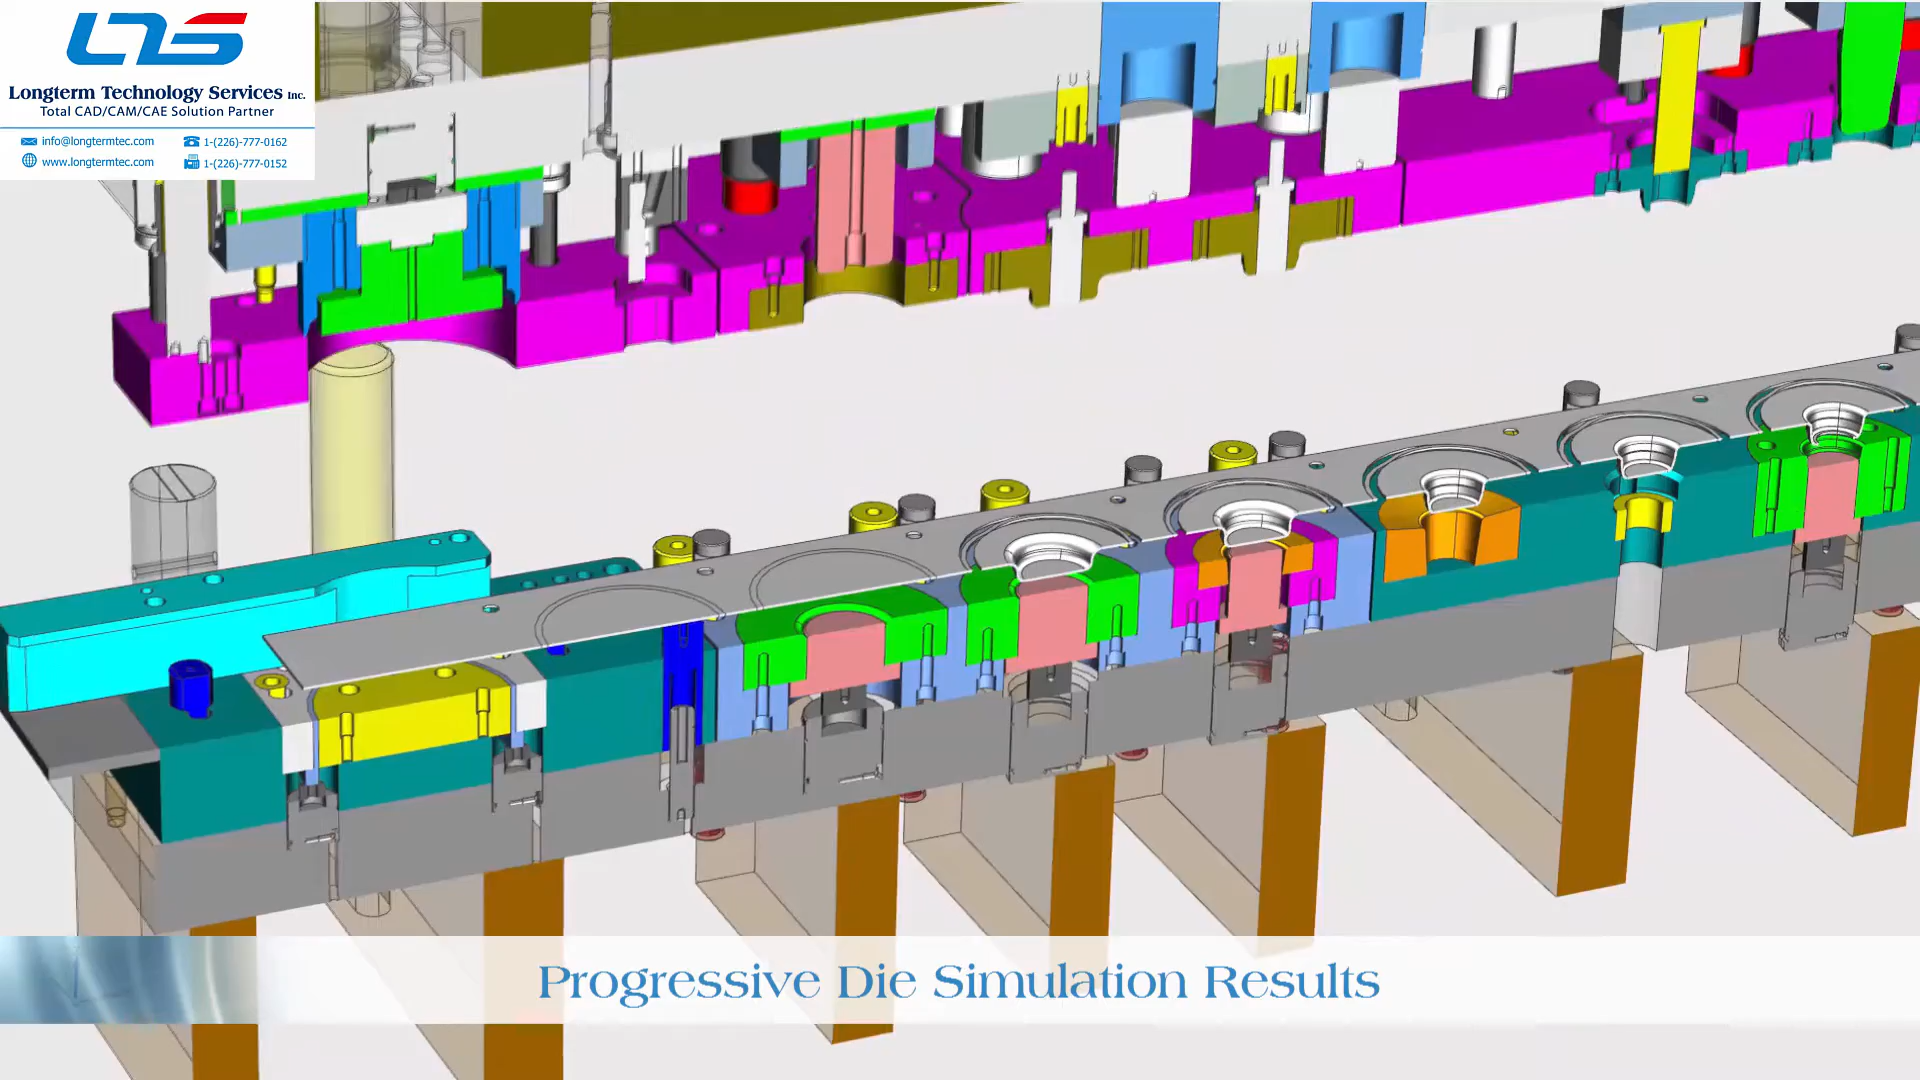 LTS
Longterm Technology Services Inc.
Total CAD/CAM/CAE Solution Partner
info@longtermtec.com
1-(226)-777-0162
www.longtermtec.com
1-(226)-777-0152
Progressive Die Simulation Results